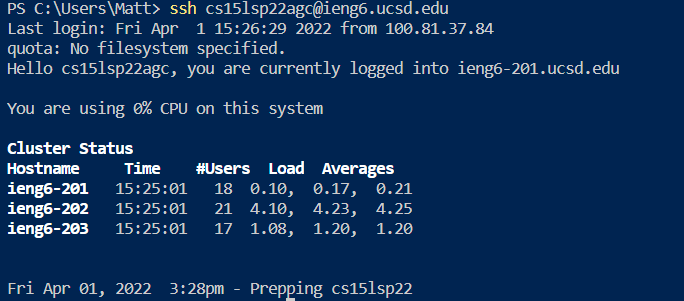 PS C:\Users\Matt> ssh cs15lsp22agc@ieng6.ucsd.edu
Last login: Fri Apr  1 15:26:29 2022 from 100.81.37.84
quota: No filesystem specified.
Hello cs15lsp22agc, you are currently logged into ieng6-201.ucsd.edu
You are using 0% CPU on this system
Cluster Status
Hostname     Time    #Users  Load  Averages
ieng6-201   15:25:01   18  0.10,  0.17,  0.21
ieng6-202   15:25:01   21  4.10,  4.23,  4.25
ieng6-203   15:25:01   17  1.08,  1.20,  1.20
Fri Apr 01, 2022  3:28pm - Prepping cs15lsp22